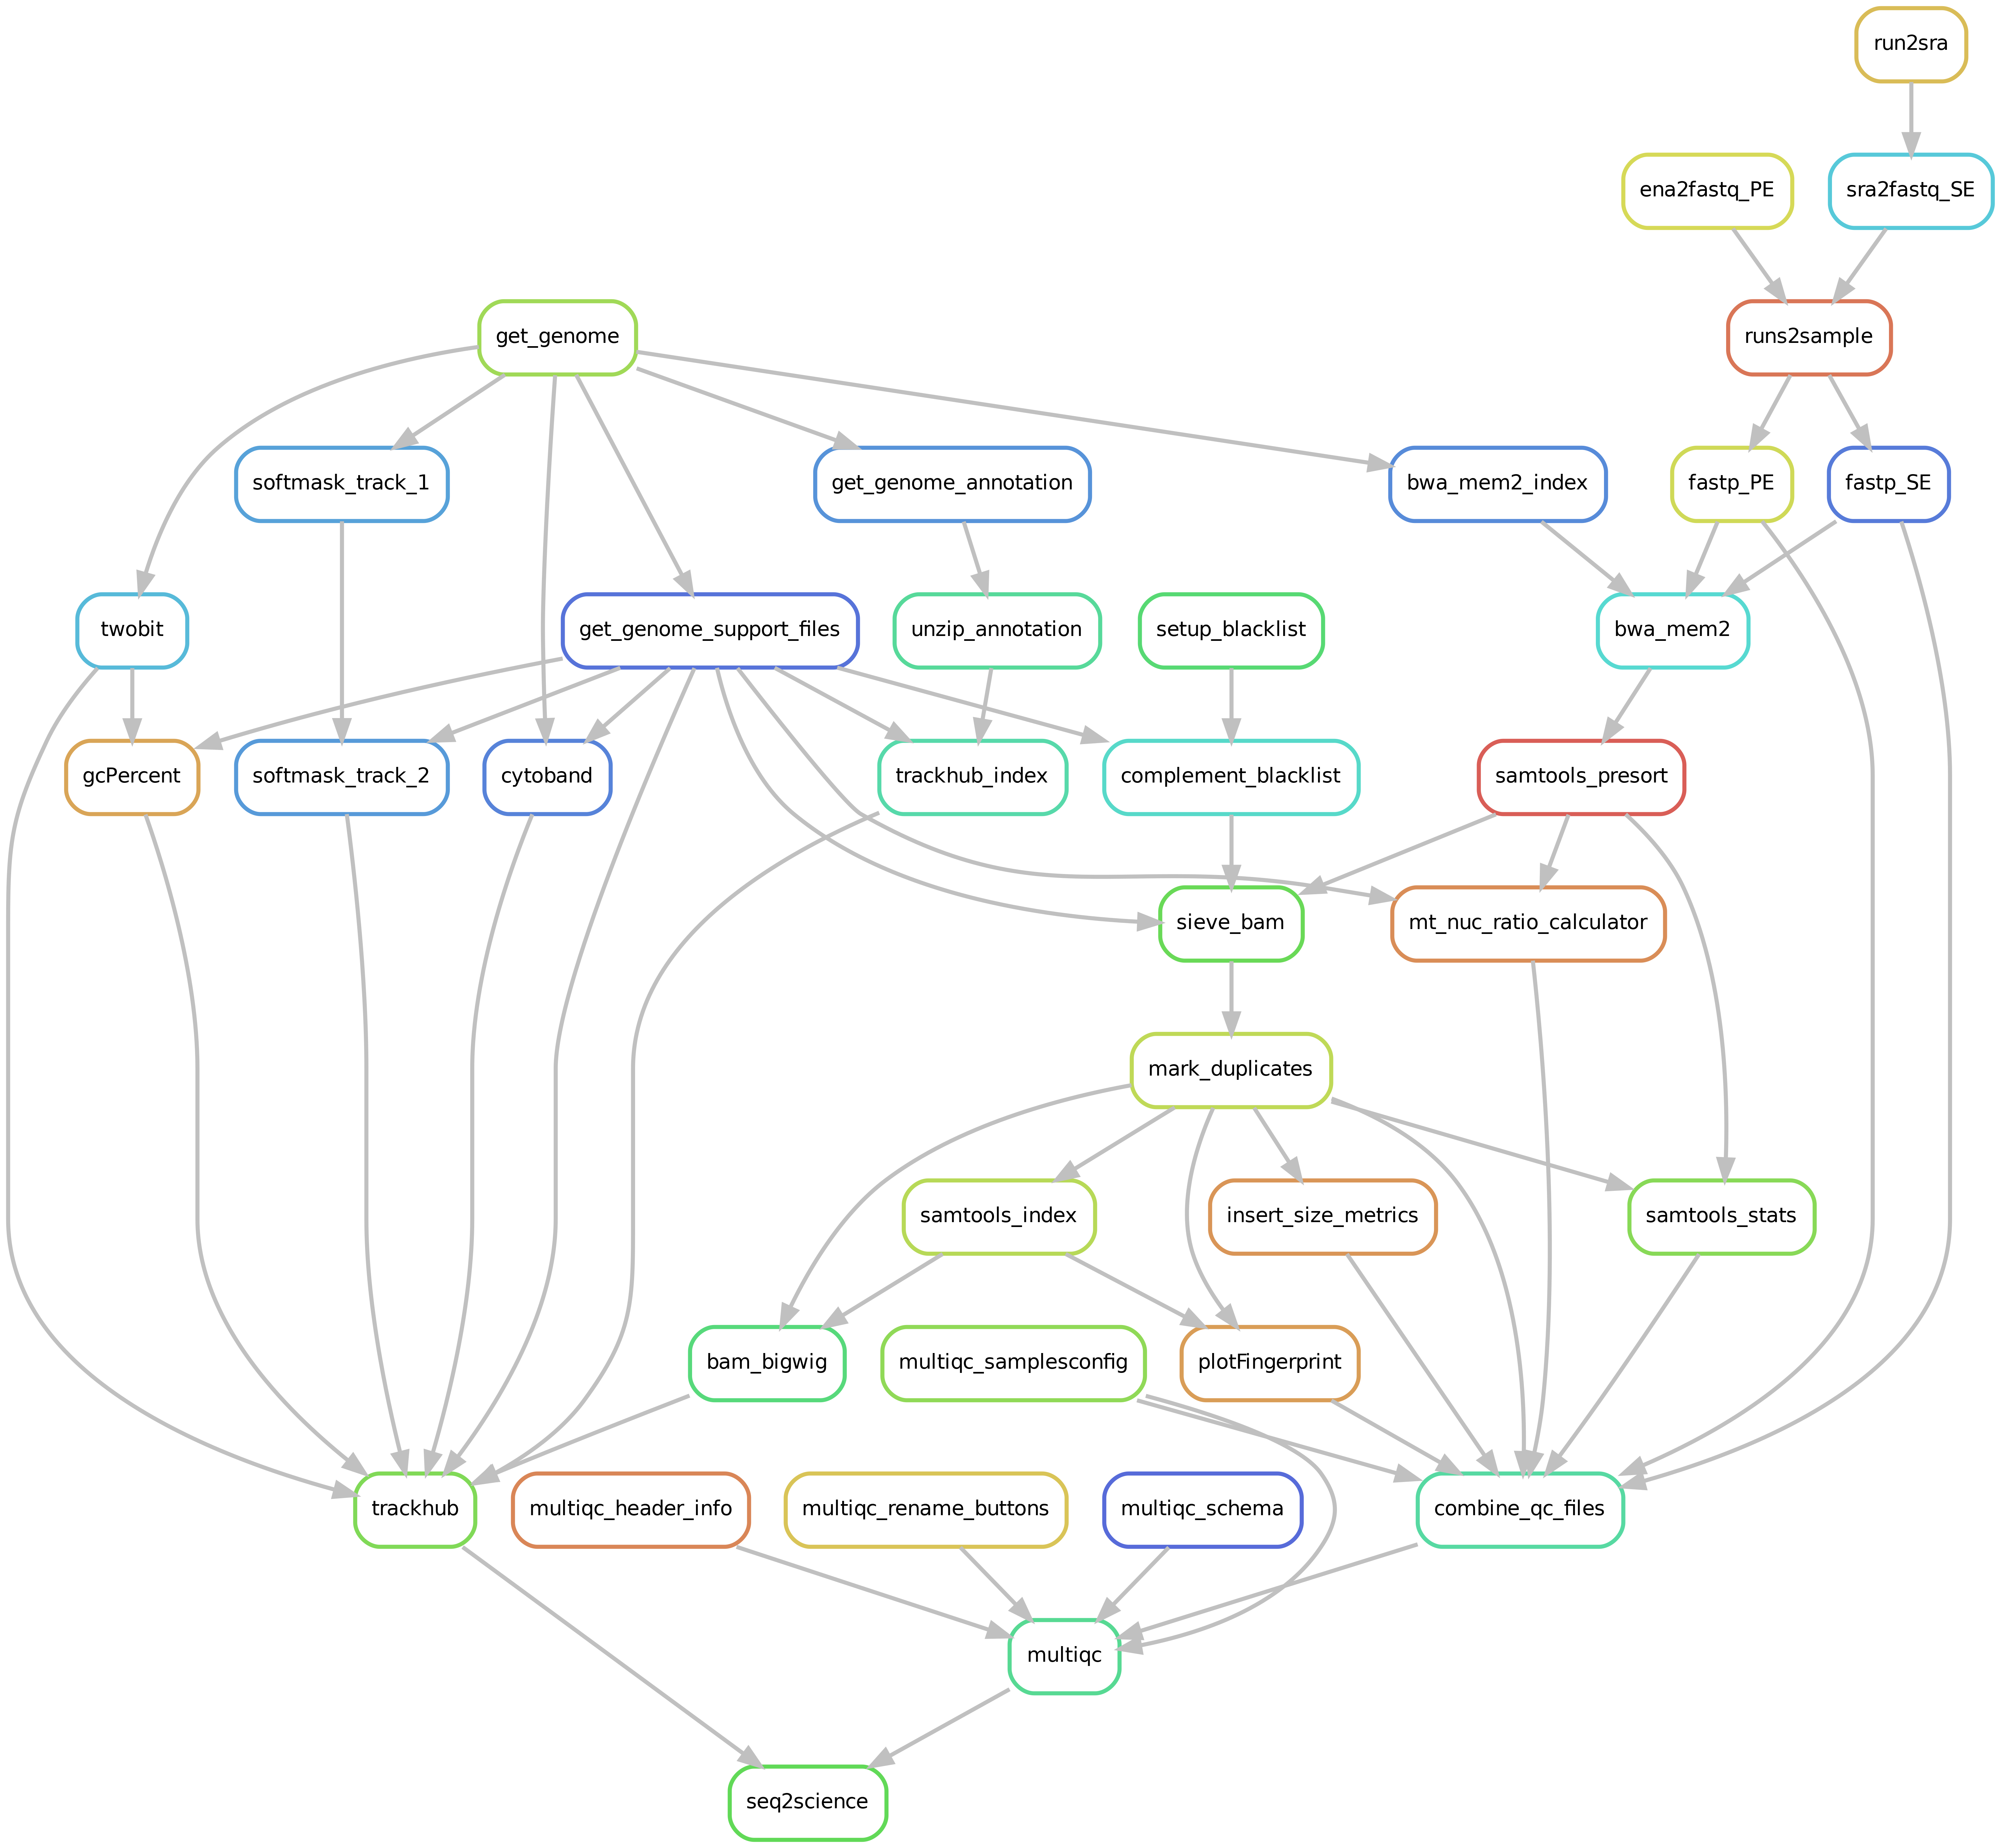 run2sra
ena2fastq_PE
sra2fastq_SE
get_genome
runs2sample
softmask_track_1
get_genome_annotation
bwa_mem2_index
fastp_PE
fastp_SE
twobit
get_genome_support_files
unzip_annotation
setup_blacklist
bwa_mem2
gcPercent
softmask_track_2
cytoband
trackhub_index
complement_blacklist
samtools_presort
sieve_bam
mt_nuc_ratio_calculator
mark_duplicates
samtools_index
insert_size_metrics
samtools_stats
bam_bigwig
multiqc_samplesconfig
plotFingerprint
trackhub
multiqc_header_info
multiqc_rename_buttons
multiqc_schema
combine_qc_files
multiqc
seq2science